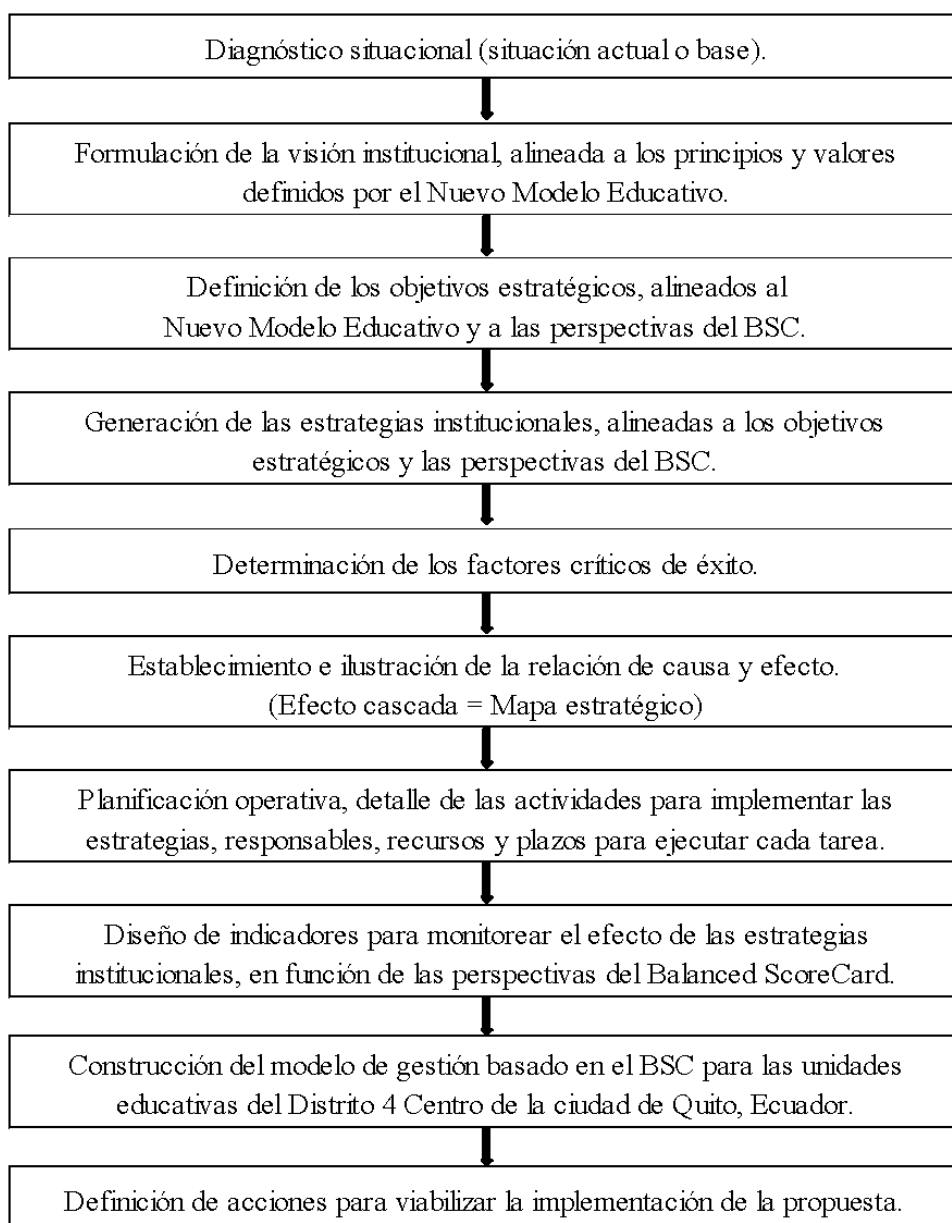 Diagnóstico situacional (situación actual o base).
Formulación de la visión institucional, alineada a los principios y valores
definidos por el Nuevo Modelo Educativo.
Definición de los objetivos estratégicos, alineados al
Nuevo Modelo Educativo y a las perspectivas del BSC.
Generación de las estrategias institucionales, alineadas a los objetivos
estratégicos y las perspectivas del BSC.
Determinación de los factores críticos de éxito.
Establecimiento e ilustración de la relación de causa y efecto.
(Efecto cascada = Mapa estratégico)
Planificación operativa, detalle de las actividades para implementar las
estrategias, responsables, recursos y plazos para ejecutar cada tarea.
Diseño de indicadores para monitorear el efecto de las estrategias
institucionales, en función de las perspectivas del Balanced ScoreCard.
Construcción del modelo de gestión basado en el BSC para las unidades
educativas del Distrito 4 Centro de la ciudad de Quito, Ecuador.
Definición de acciones para viabilizar la implementación de la propuesta.